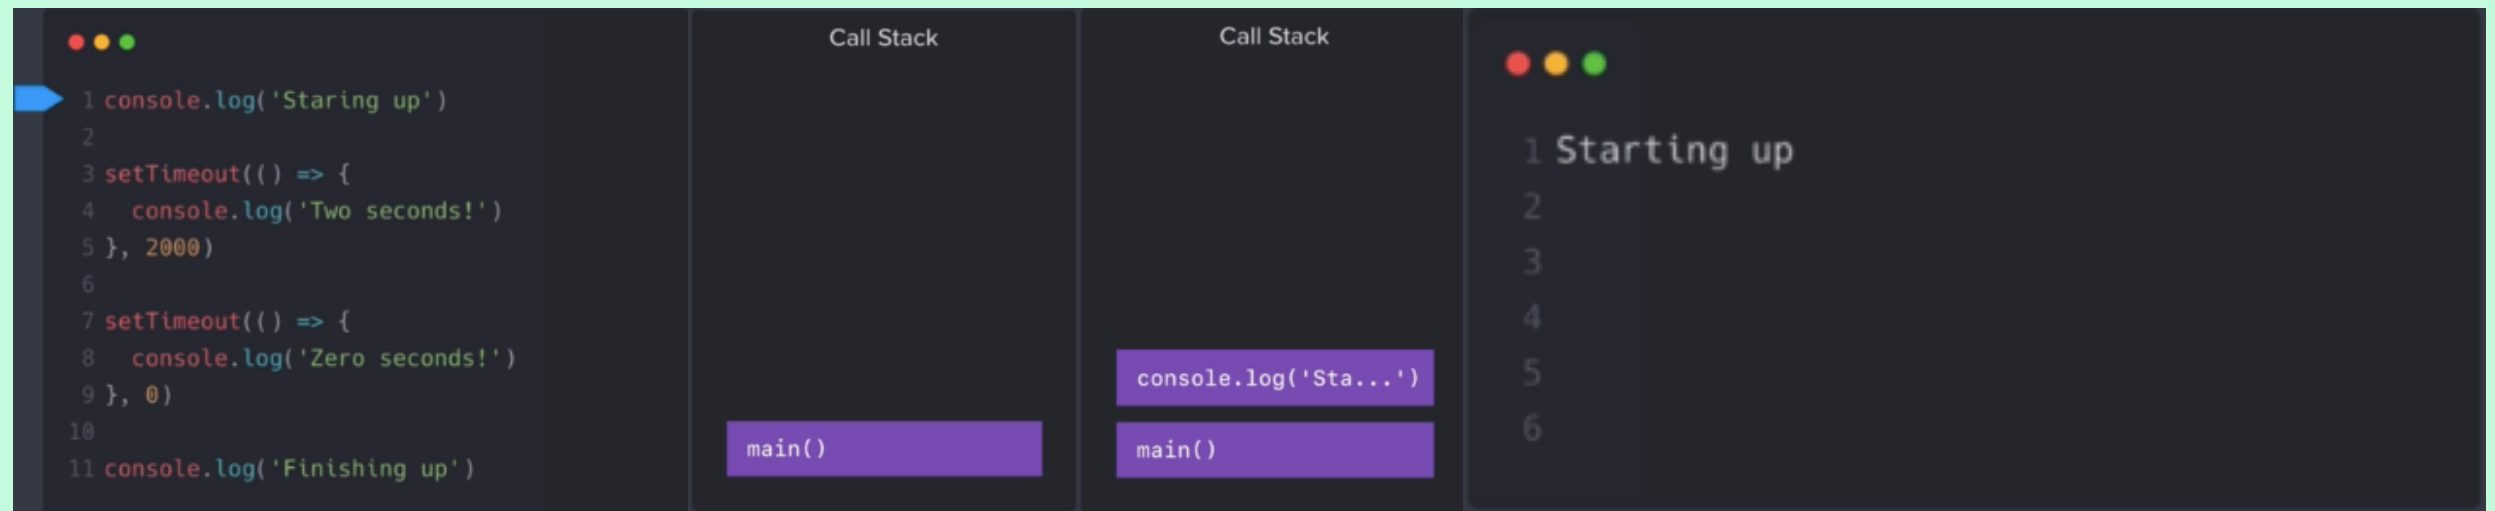 1 console.log('Staring up')
2
3 setTimeout(() => {
4 console.log('Two seconds!')
5 }, 2000)
6
7 setTimeout(() => {
8 console.log('Zero seconds!')
9 }, 0)
10
11 console.log('Finishing up')
Call Stack
main()
Call Stack
console.log('Sta...')
main()
1 Starting up
2
3
4
5
6